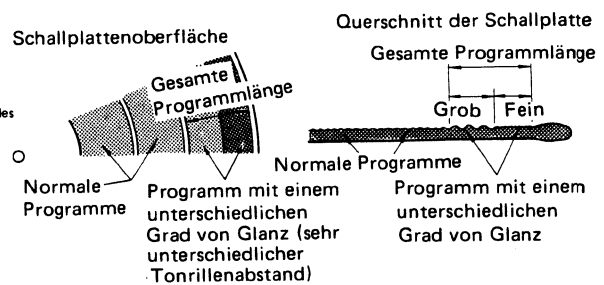 Schallplattenoberfläche
Gesamte
Programmlänge
des
Normale
Programme
Programm mit einem
unterschiedlichen
Grad von Glanz (sehr
unterschiedlicher
Tonrillenabstand)
Querschnitt der Schallplatte
Gesamte Programmlänge
Grob Fein
Normale Programme
Programm mit einem
unterschiedlichen
Grad von Glanz